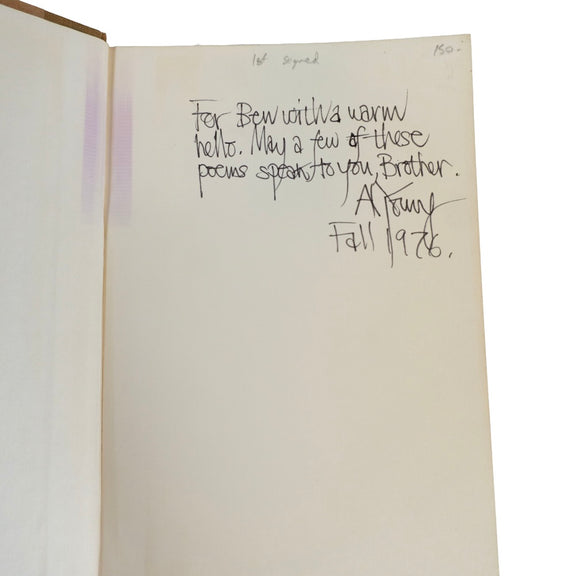 1st signed
150.
For Ben with a warm
hello. May a few of these
poems speak to you, Brother.
Al Young
Fall 1976.